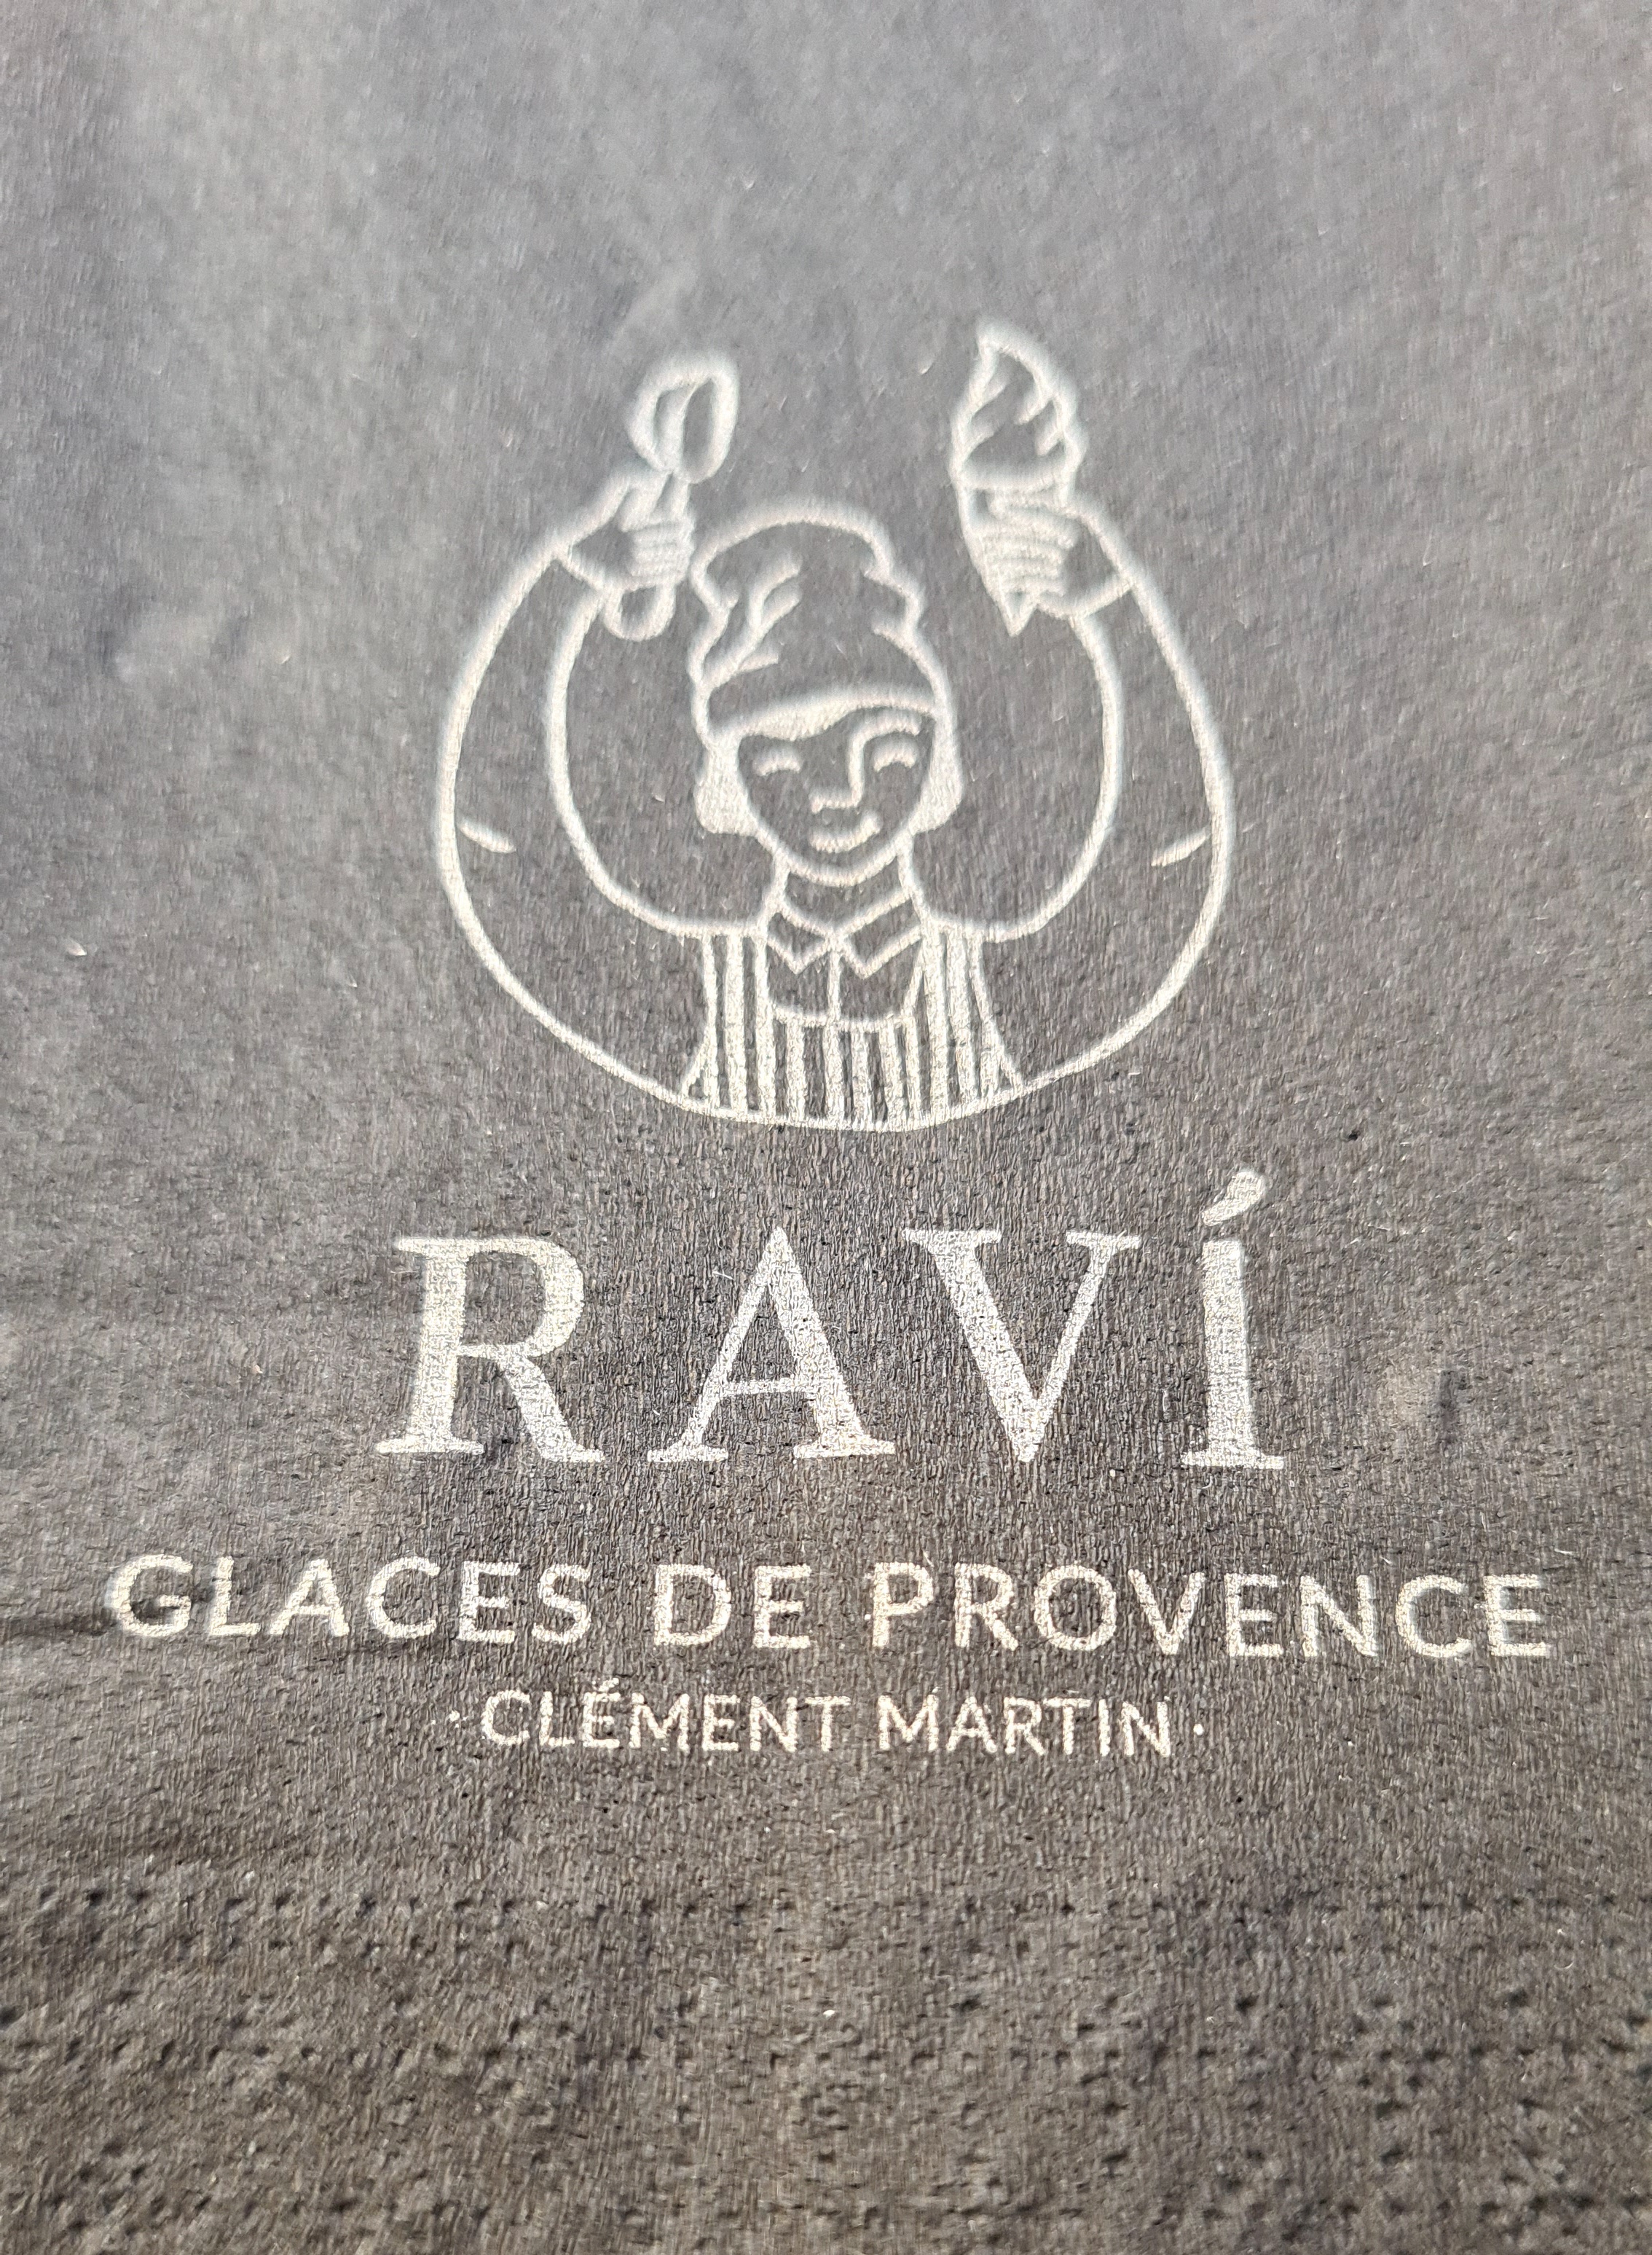 RAVÍ
GLACES DE PROVENCE
· CLÉMENT MARTIN ·